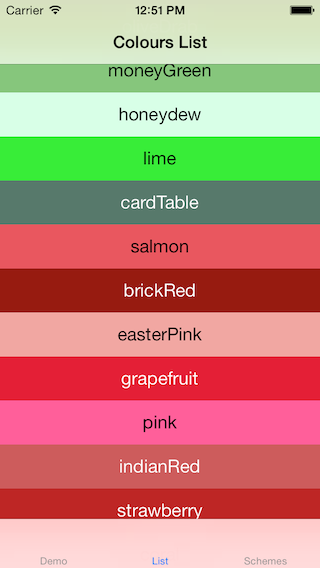 Carrier 12:51 PM
Colours List
moneyGreen
honeydew
lime
cardTable
salmon
brickRed
easterPink
grapefruit
pink
indianRed
strawberry
Demo List Schemes